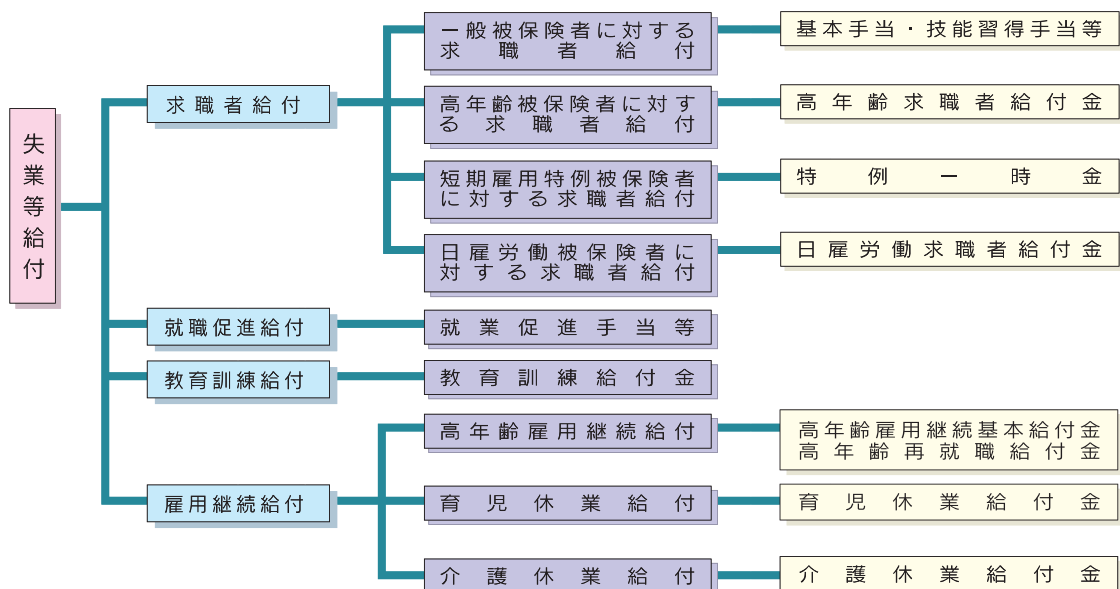 失業等給付
求職者給付
一般被保険者に対する
求職者給付
基本手当・技能習得手当等
高年齢被保険者に対す
る求職者給付
高年齢求職者給付金
短期雇用特例被保険者
に対する求職者給付
特例一時金
日雇労働被保険者に
対する求職者給付
日雇労働求職者給付金
就職促進給付
就業促進手当等
教育訓練給付
教育訓練給付金
雇用継続給付
高年齢雇用継続給付
高年齢雇用継続基本給付金
高年齢再就職給付金
育児休業給付
育児休業給付金
介護休業給付
介護休業給付金